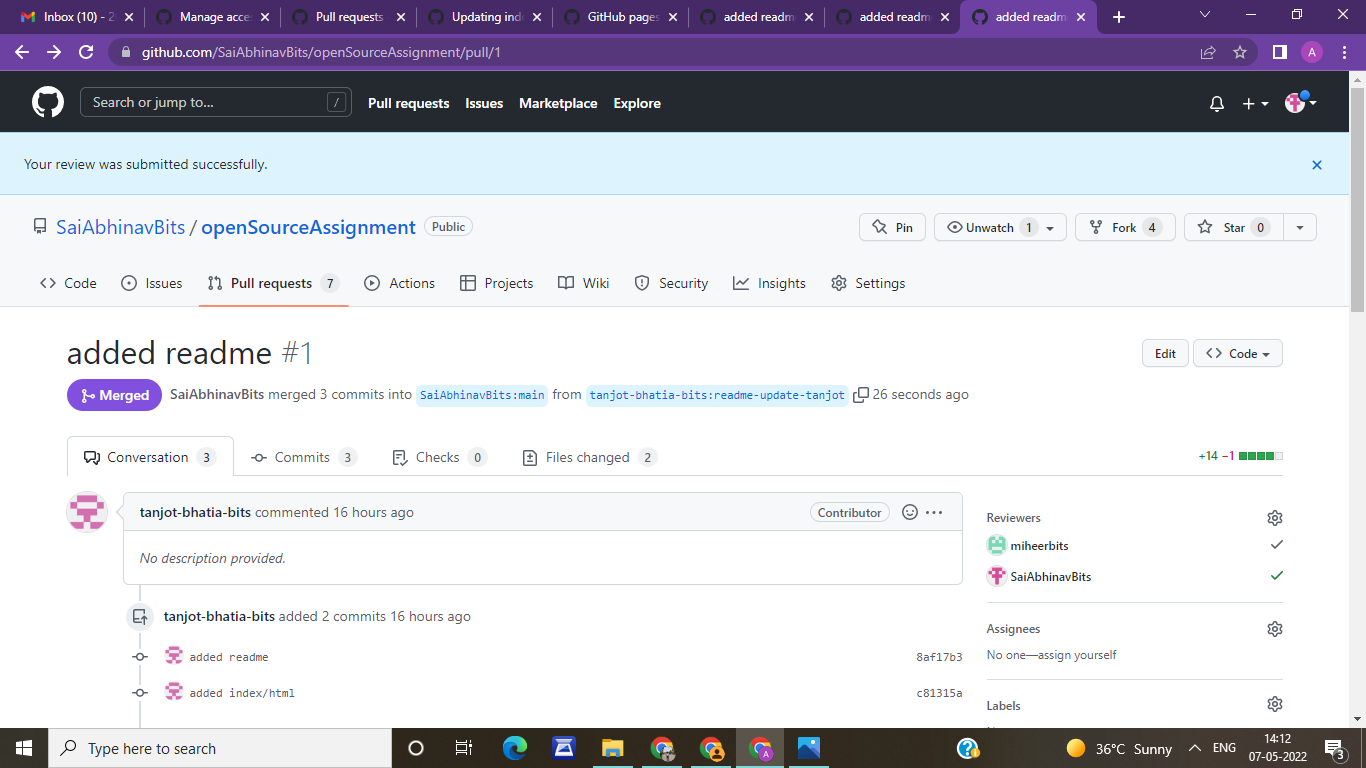 Inbox (10) - 2
Manage acce
Pull requests
Updating ind
GitHub pages
added readm
added readm
added readm
github.com/SaiAbhinavBits/openSourceAssignment/pull/1
A
Search or jump to...
/
Pull requests
Issues
Marketplace
Explore
Your review was submitted successfully.
SaiAbhinavBits / openSourceAssignment
Public
Pin
Unwatch 1
Fork 4
Star 0
Code
Issues
Pull requests 7
Actions
Projects
Wiki
Security
Insights
Settings
added readme #1
Edit
Code
Merged
SaiAbhinavBits merged 3 commits into SaiAbhinavBits:main from tanjot-bhatia-bits:readme-update-tanjot 26 seconds ago
Conversation 3
Commits 3
Checks 0
Files changed 2
+14 −1
tanjot-bhatia-bits commented 16 hours ago
Contributor
No description provided.
tanjot-bhatia-bits added 2 commits 16 hours ago
added readme
8af17b3
added index/html
c81315a
Reviewers
miheerbits
SaiAbhinavBits
Assignees
No one—assign yourself
Labels
Type here to search
A
36°C Sunny
ENG
14:12
07-05-2022
3